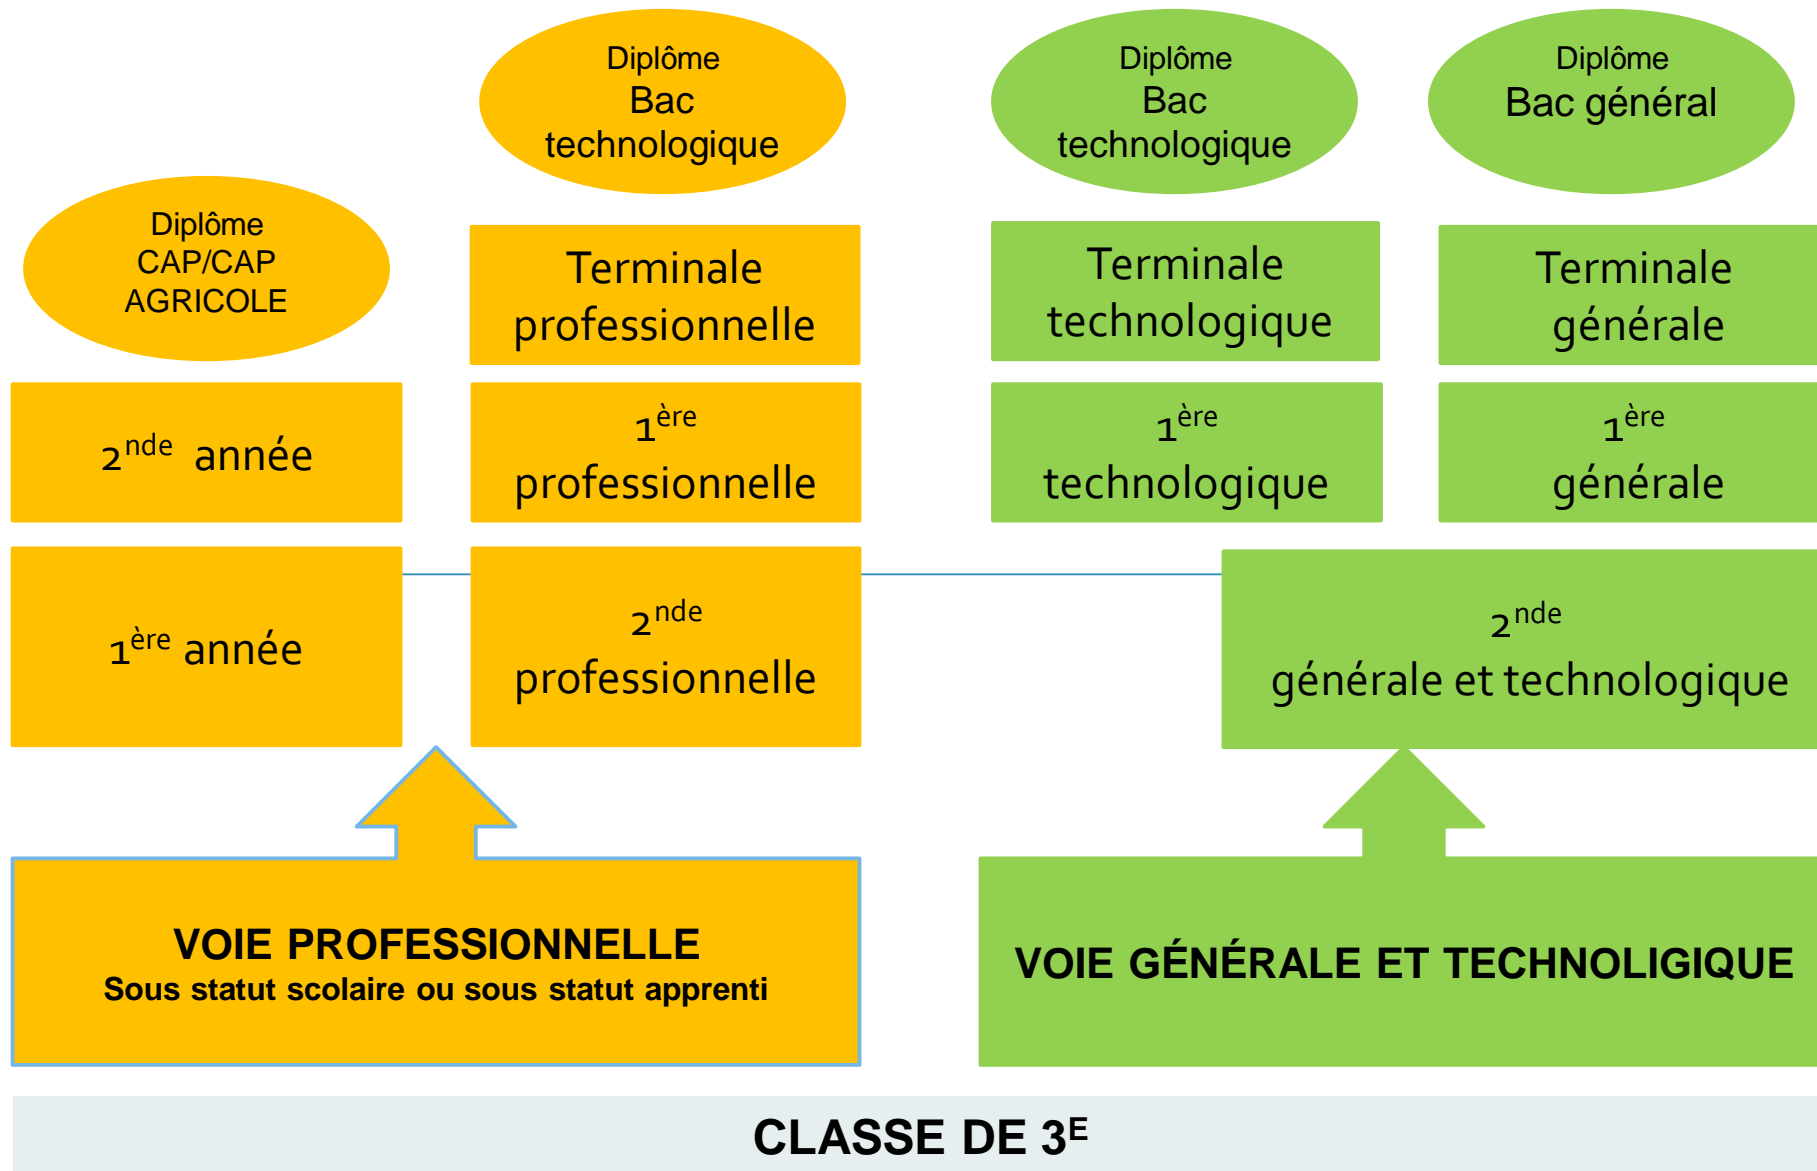 Diplôme
Bac
technologique
Diplôme
Bac
technologique
Diplôme
Bac général
Diplôme
CAP/CAP
AGRICOLE
Terminale
professionnelle
Terminale
technologique
Terminale
générale
2nde année
1ère
professionnelle
1ère
technologique
1ère
générale
1ère année
2nde
professionnelle
2nde
générale et technologique
VOIE PROFESSIONNELLE
Sous statut scolaire ou sous statut apprenti
VOIE GÉNÉRALE ET TECHNOLIGIQUE
CLASSE DE 3E